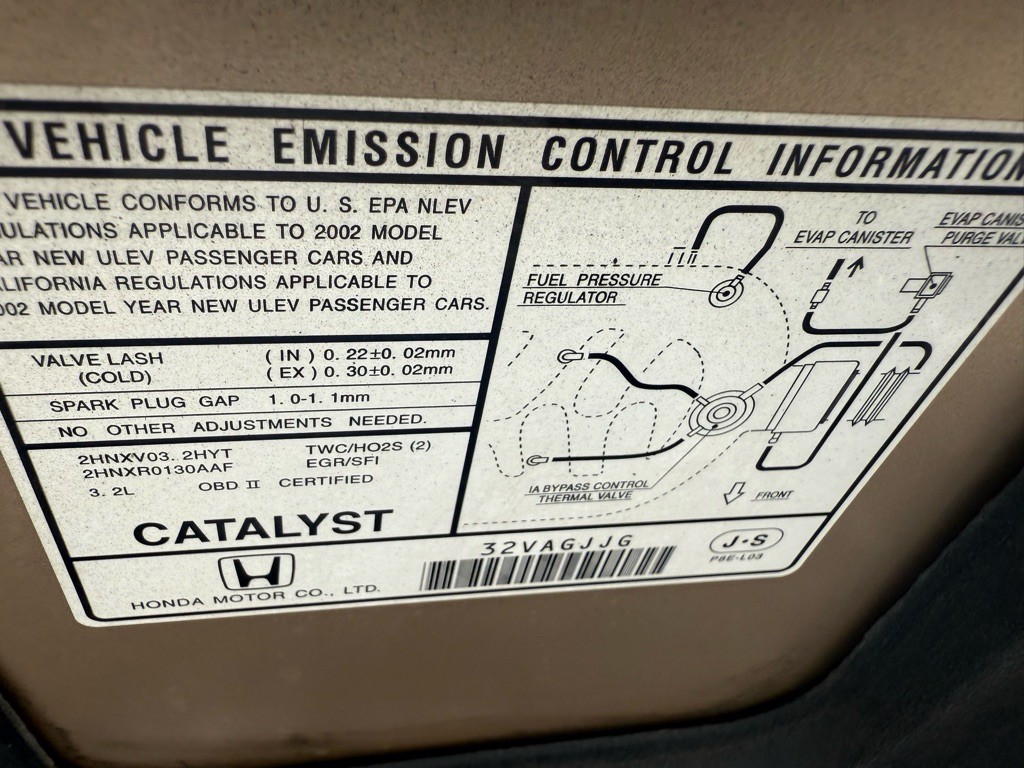 VEHICLE EMISSION CONTROL INFORMATION
VEHICLE CONFORMS TO U. S. EPA NLEV
ULATIONS APPLICABLE TO 2002 MODEL
AR NEW ULEV PASSENGER CARS AND
ALIFORNIA REGULATIONS APPLICABLE TO
002 MODEL YEAR NEW ULEV PASSENGER CARS.
VALVE LASH (COLD)
( IN ) 0. 22±0. 02mm
( EX ) 0. 30±0. 02mm
SPARK PLUG GAP 1. 0-1. 1mm
NO OTHER ADJUSTMENTS NEEDED.
2HNXV03. 2HYT TWC/HO2S (2)
2HNXR0130AAF EGR/SFI
3. 2L OBD II CERTIFIED
CATALYST
FUEL PRESSURE
REGULATOR
TO
EVAP CANISTER
EVAP CANIS
PURGE VAL
IA BYPASS CONTROL
THERMAL VALVE
FRONT
HONDA MOTOR CO., LTD.
32VAGJJG
J·S
P8E-L03